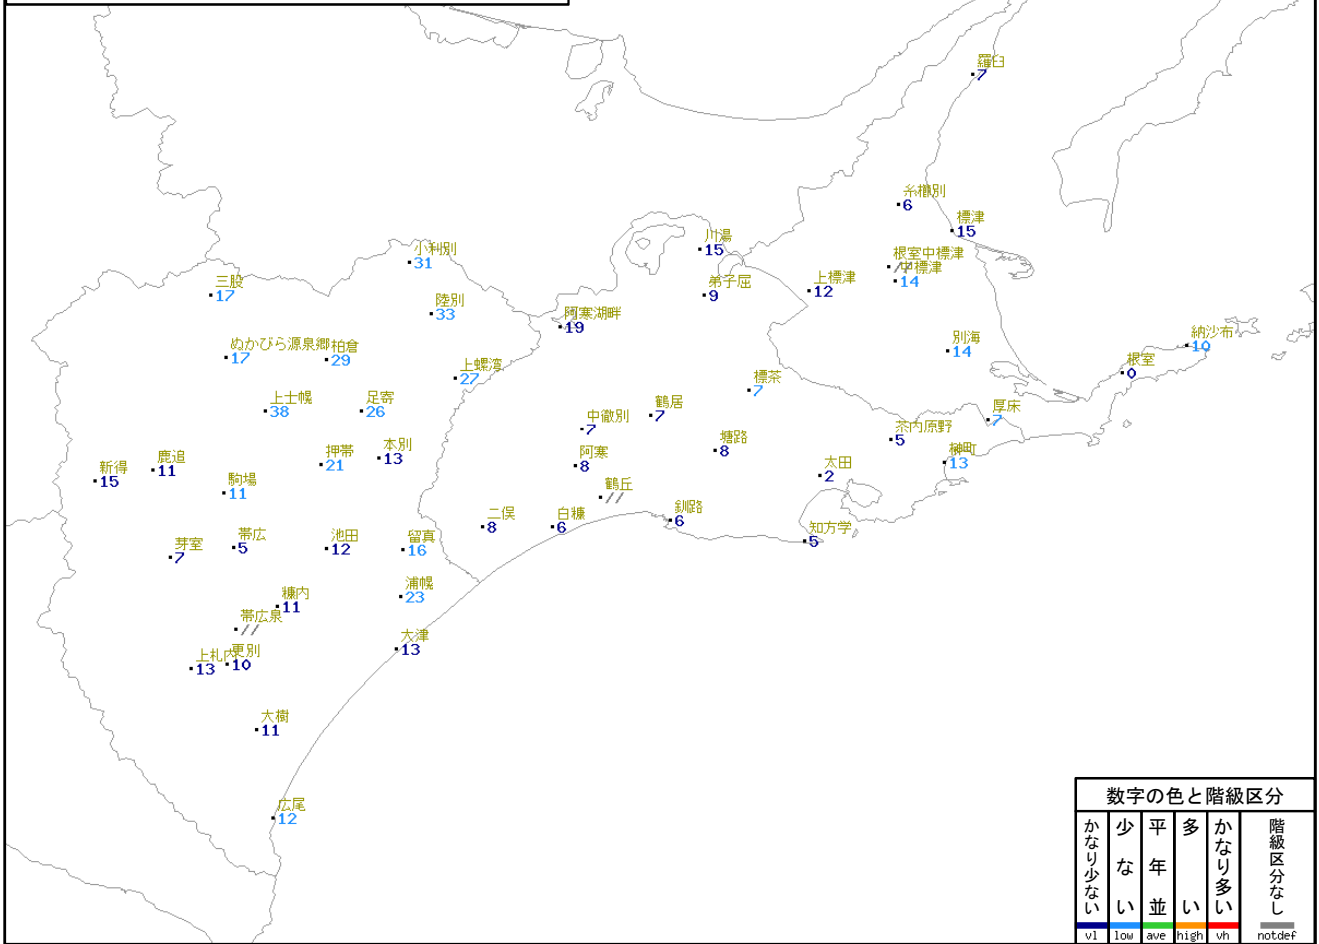 羅臼
7
糸櫛別
6
標津
15
川湯
15
根室中標津
//
中標津
14
小利別
31
三股
17
弟子屈
9
上標津
12
陸別
33
阿寒湖畔
19
納沙布
10
ぬかびら源泉郷
17
柏倉
29
別海
14
根室
0
上螺湾
27
標茶
7
上士幌
38
足寄
26
鶴居
7
厚床
7
中徹別
7
茶内原野
5
塘路
8
本別
13
榊町
13
鹿追
11
押帯
21
阿寒
8
太田
2
新得
15
駒場
11
鶴丘
//
二俣
8
白糠
6
釧路
6
知方学
5
帯広
5
池田
12
留真
16
芽室
7
浦幌
23
糠内
11
帯広泉
//
大津
13
上札内
13
更別
10
大樹
11
広尾
12
数字の色と階級区分
かなり少ない
少ない
平年並
多い
かなり多い
階級区分なし
vl
low
ave
high
vh
notdef